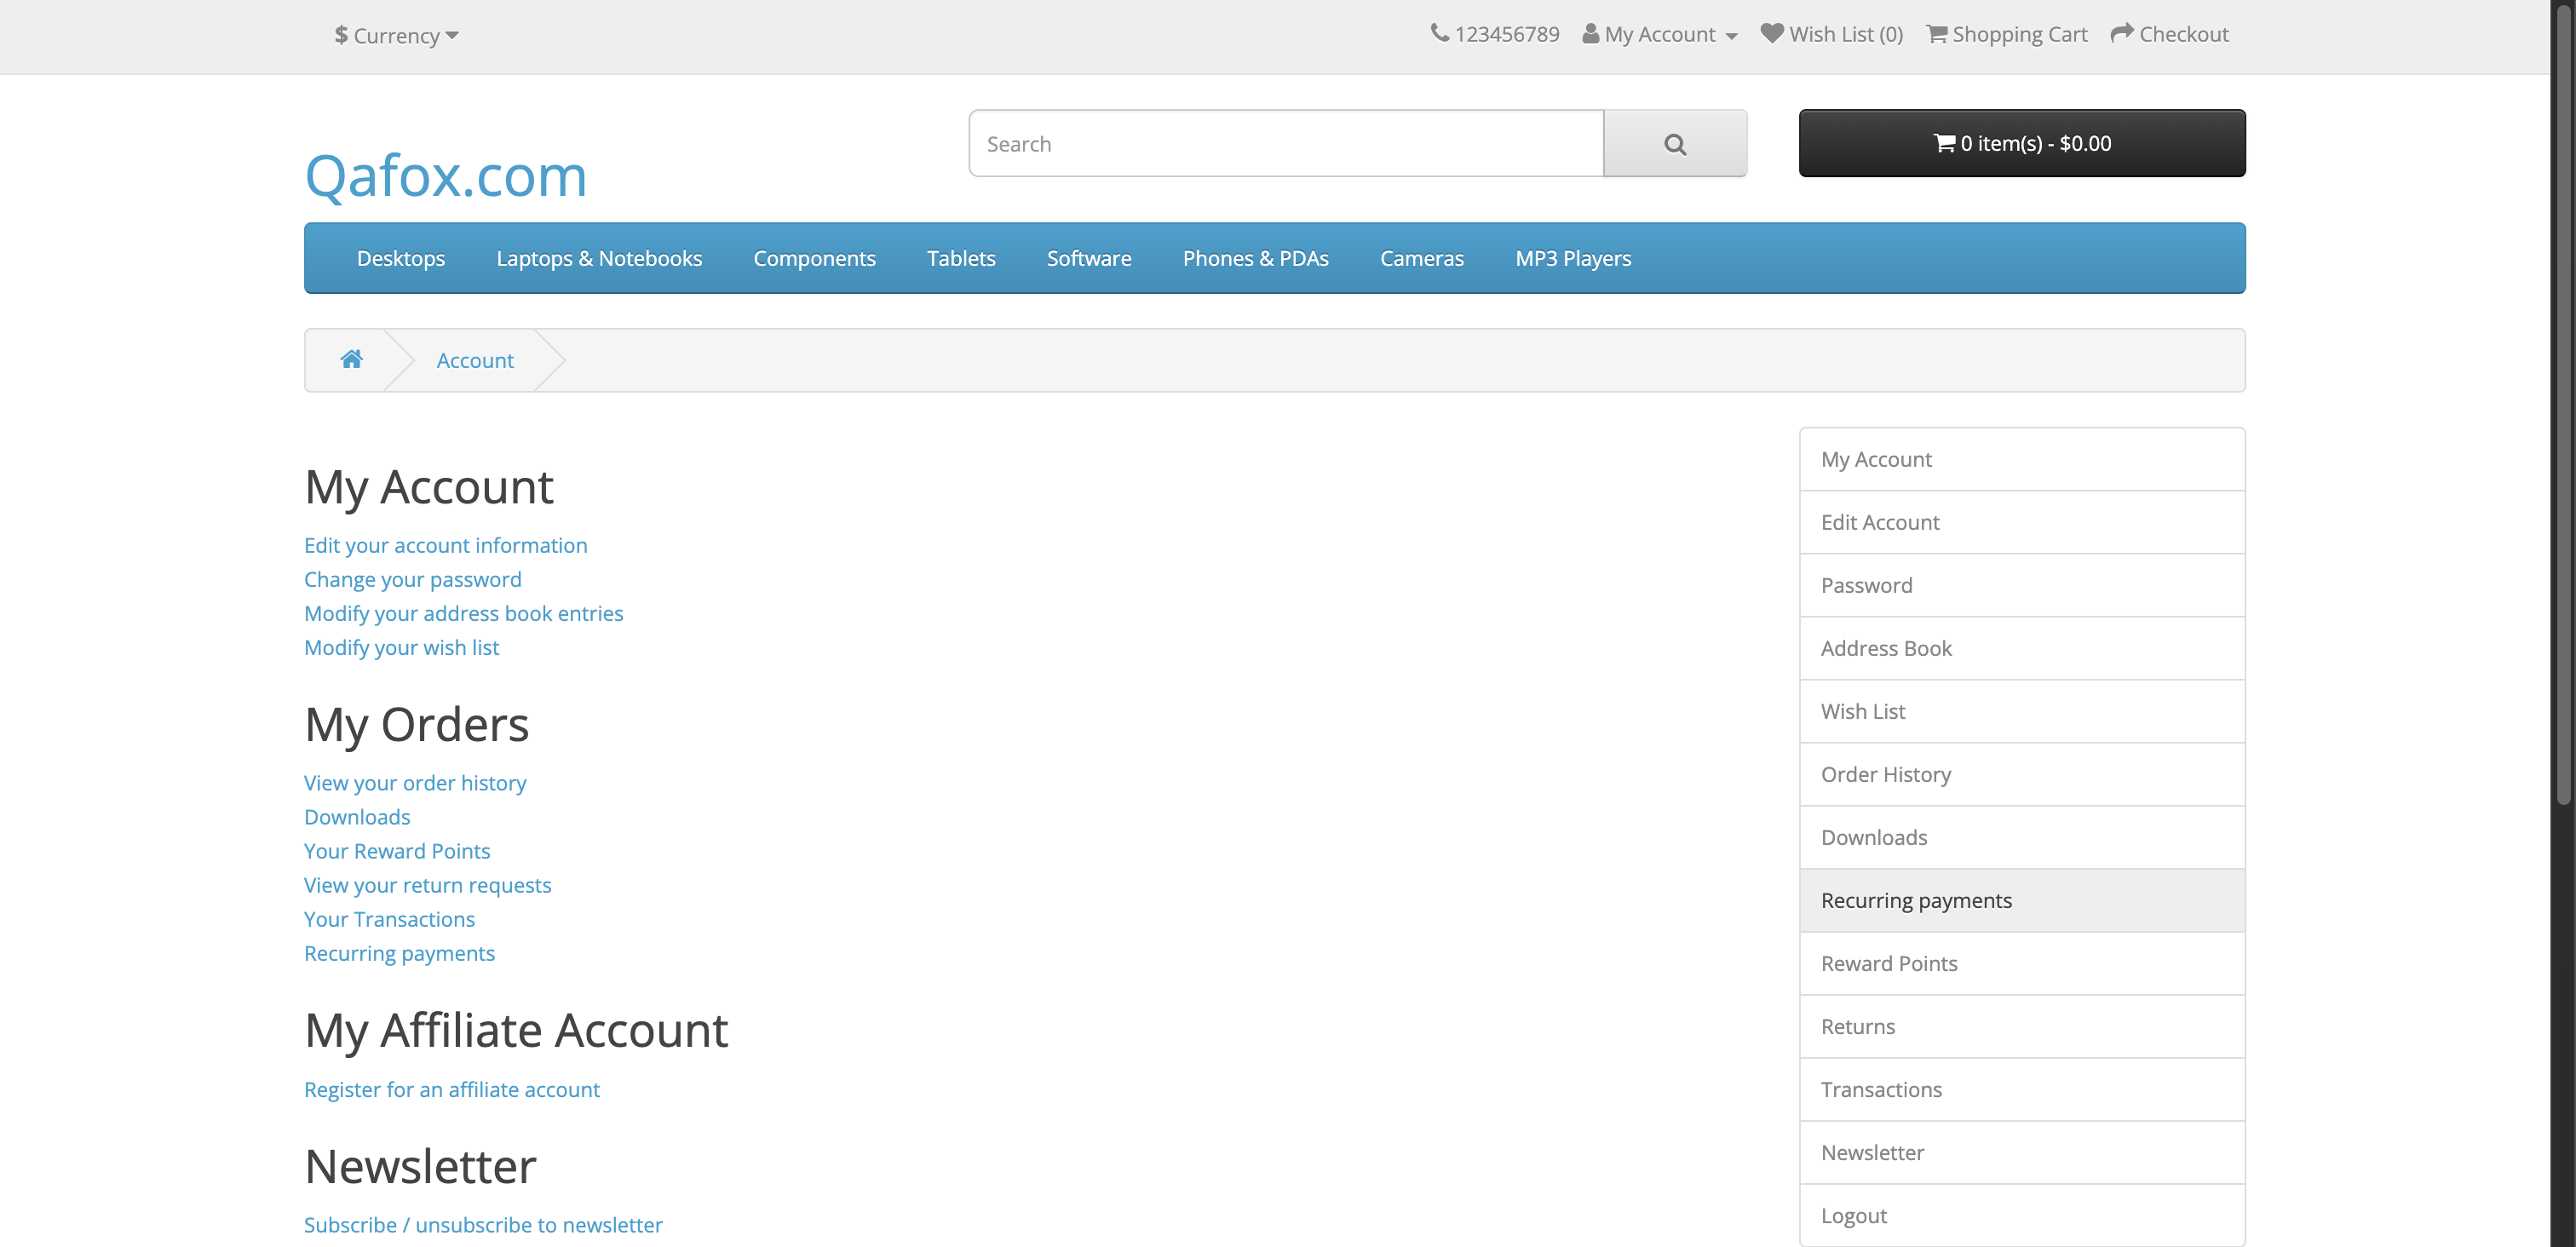 $ Currency
123456789 My Account Wish List (0) Shopping Cart Checkout
Qafox.com
Search
0 item(s) - $0.00
Desktops Laptops & Notebooks Components Tablets Software Phones & PDAs Cameras MP3 Players
Account
My Account
Edit your account information
Change your password
Modify your address book entries
Modify your wish list
My Orders
View your order history
Downloads
Your Reward Points
View your return requests
Your Transactions
Recurring payments
My Affiliate Account
Register for an affiliate account
Newsletter
Subscribe / unsubscribe to newsletter
My Account
Edit Account
Password
Address Book
Wish List
Order History
Downloads
Recurring payments
Reward Points
Returns
Transactions
Newsletter
Logout